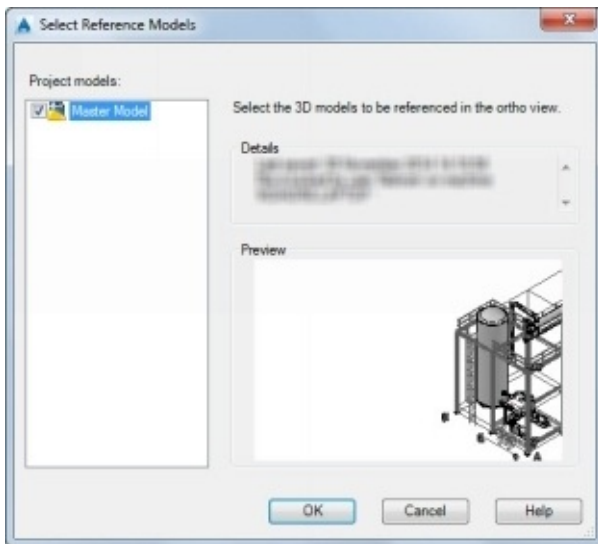 Select Reference Models
Project models:
Master Model
Select the 3D models to be referenced in the ortho view.
Details
Preview
A
OK
Cancel
Help